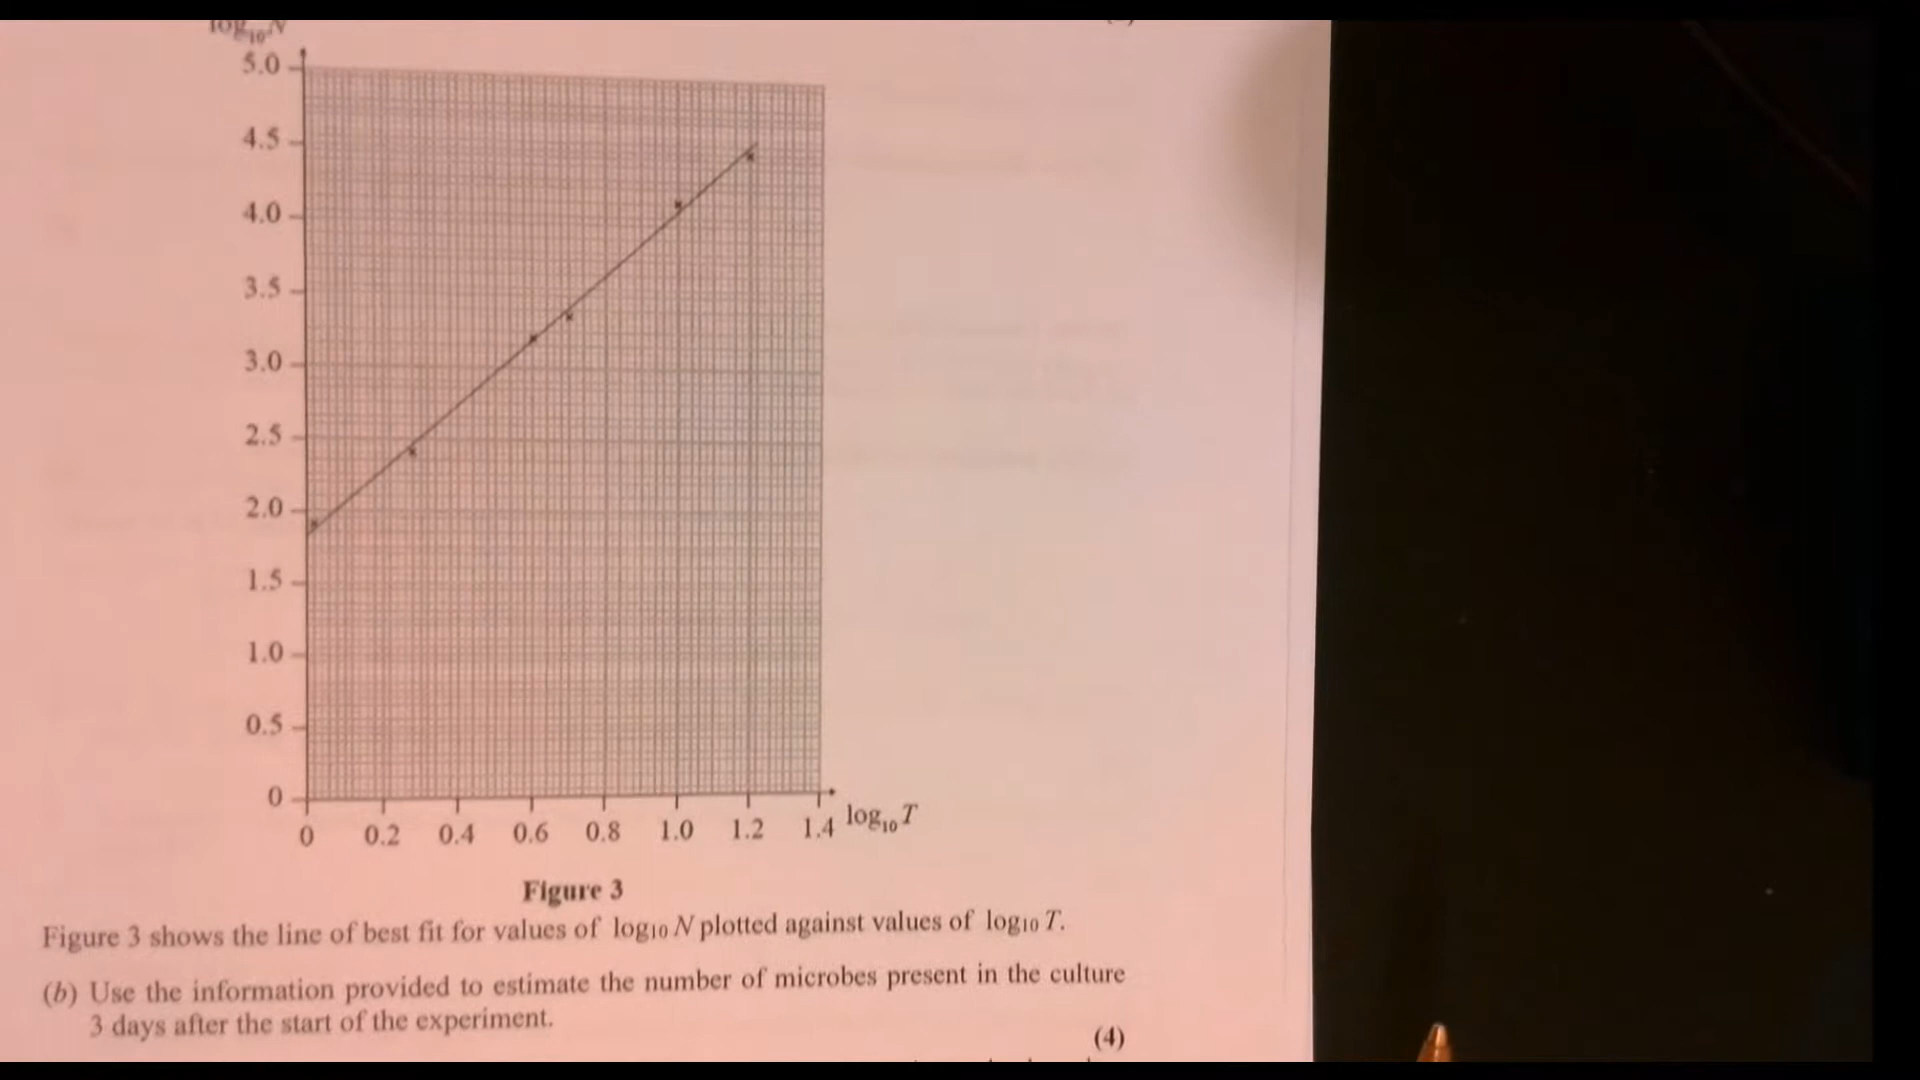 log₁₀N
5.0
4.5
4.0
3.5
3.0
2.5
2.0
1.5
1.0
0.5
0
0 0.2 0.4 0.6 0.8 1.0 1.2 1.4 log₁₀T
Figure 3
Figure 3 shows the line of best fit for values of log₁₀ N plotted against values of log₁₀ T.
(b) Use the information provided to estimate the number of microbes present in the culture
3 days after the start of the experiment.
(4)